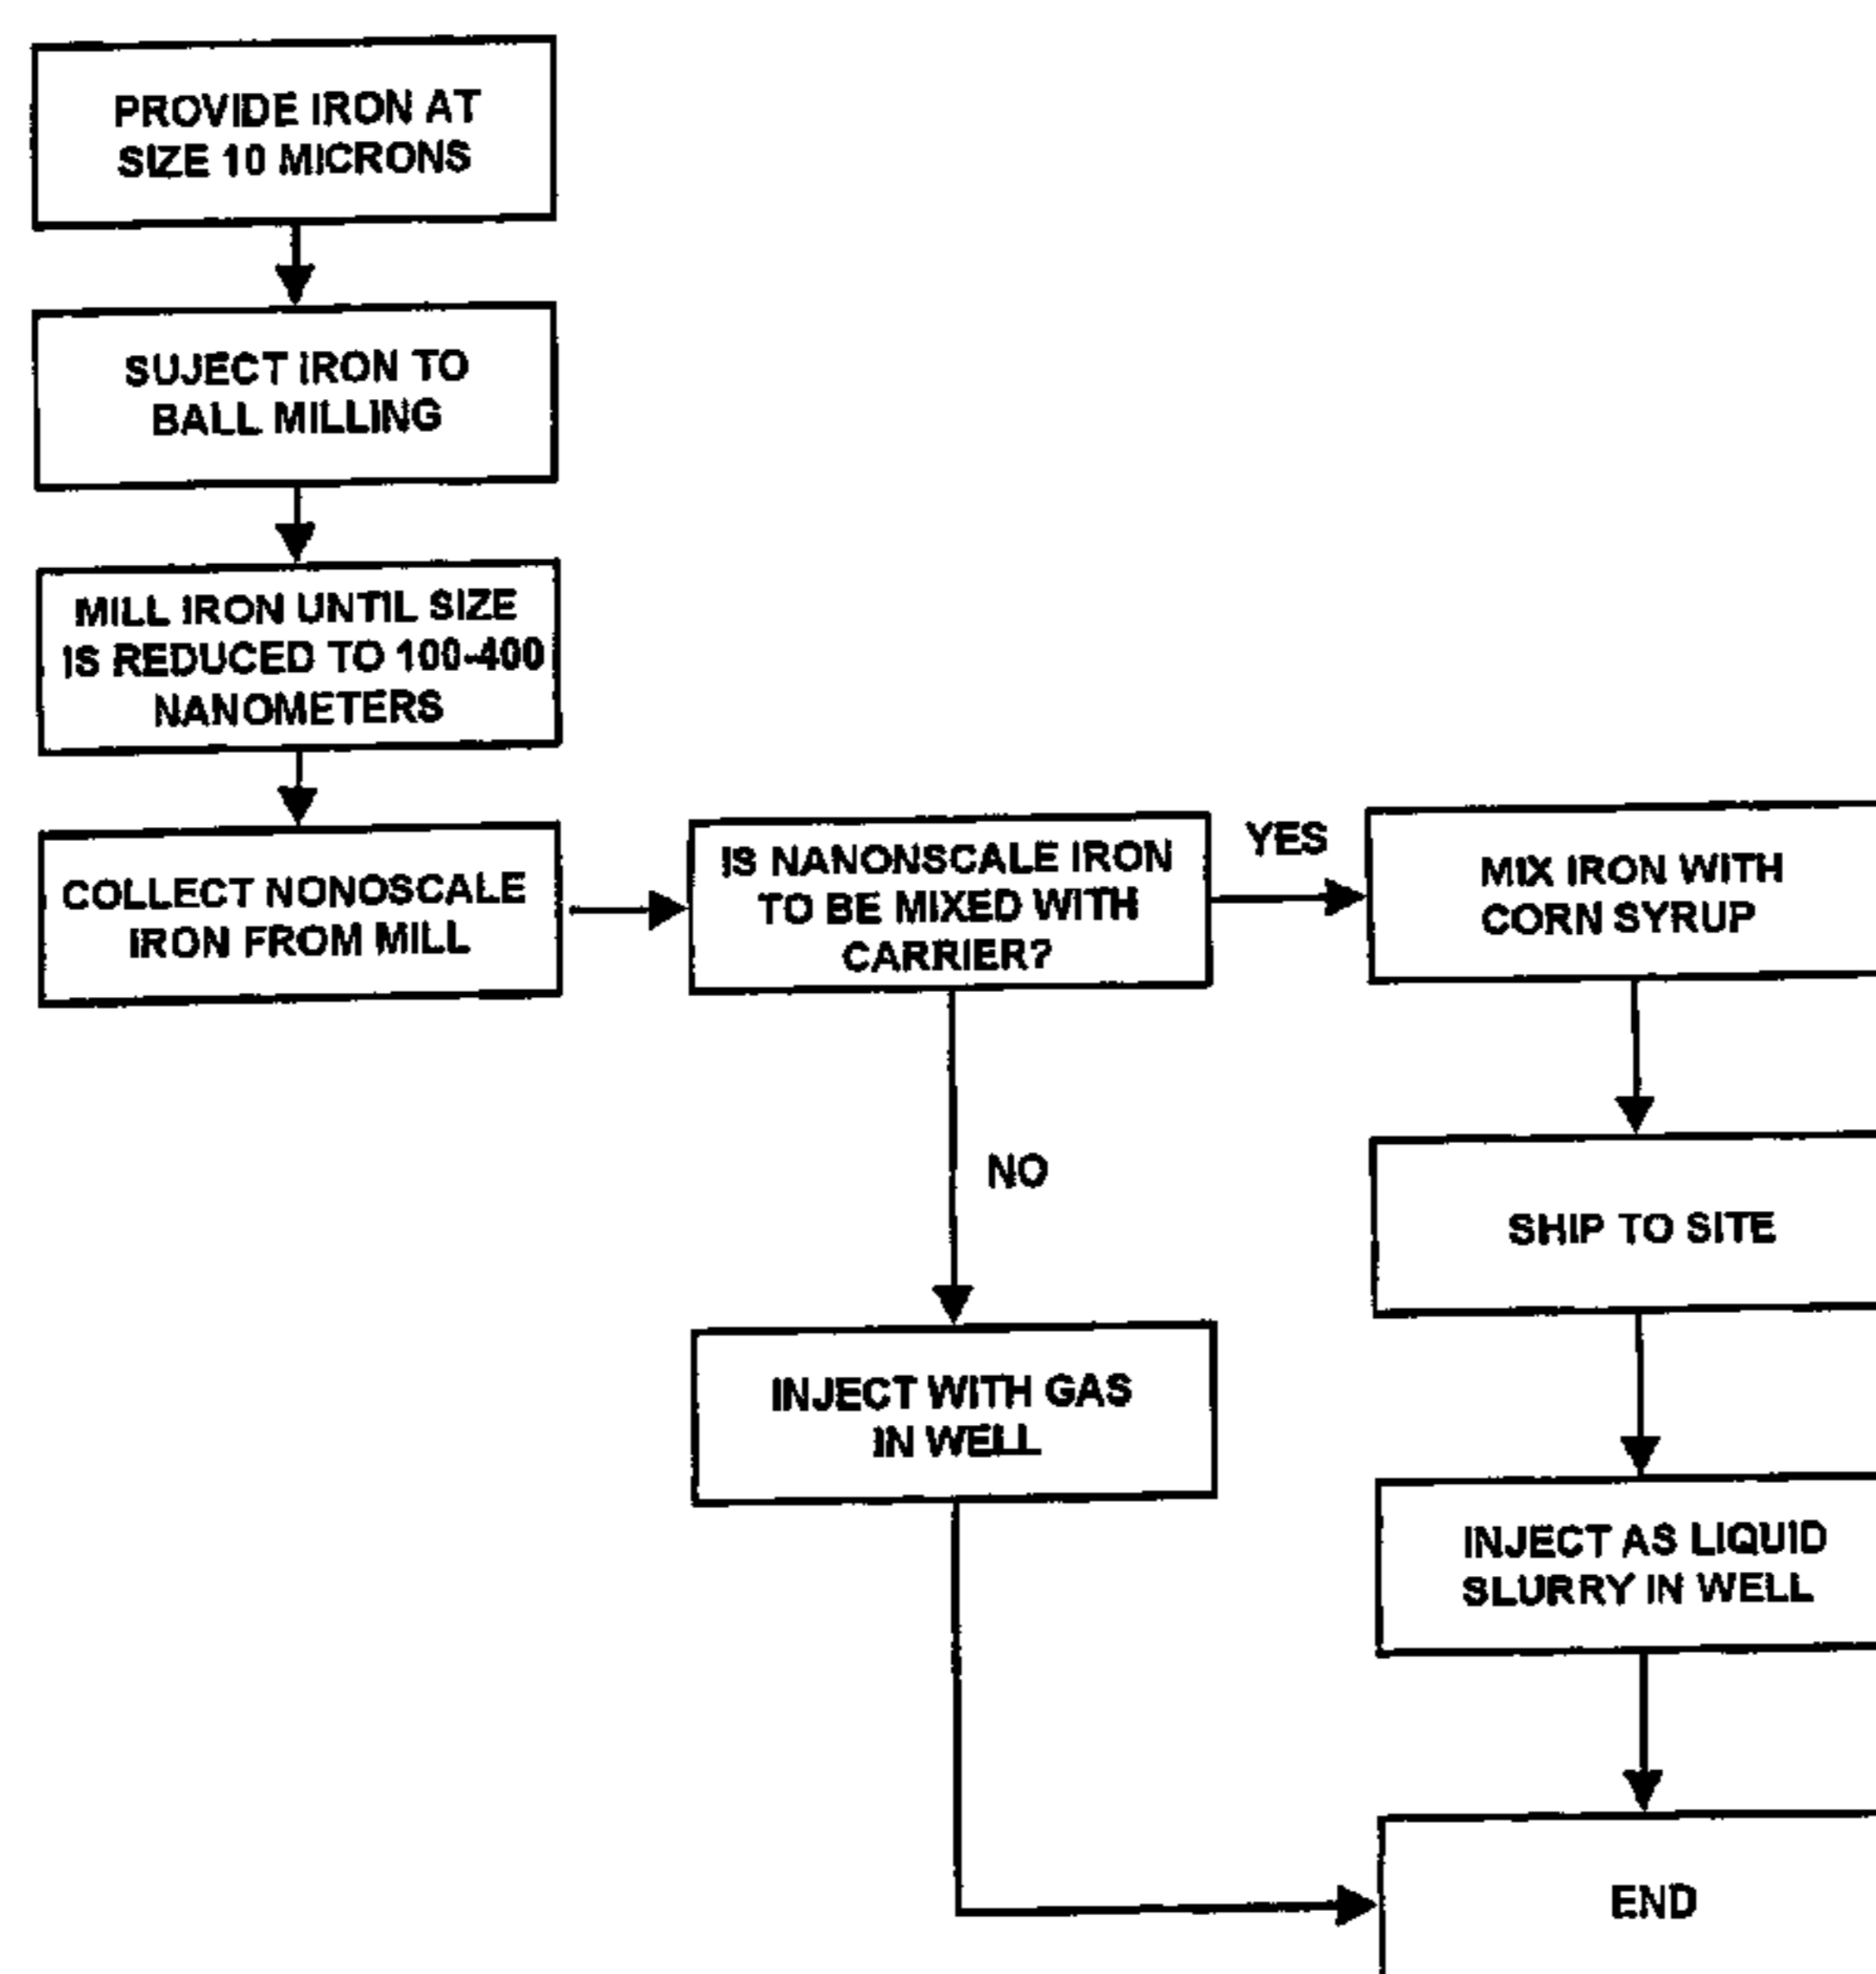 PROVIDE IRON AT
SIZE 10 MICRONS
SUJECT IRON TO
BALL MILLING
MILL IRON UNTIL SIZE
IS REDUCED TO 100-400
NANOMETERS
COLLECT NONOSCALE
IRON FROM MILL
IS NANONSCALE IRON
TO BE MIXED WITH
CARRIER?
YES
MIX IRON WITH
CORN SYRUP
NO
SHIP TO SITE
INJECT WITH GAS
IN WELL
INJECT AS LIQUID
SLURRY IN WELL
END